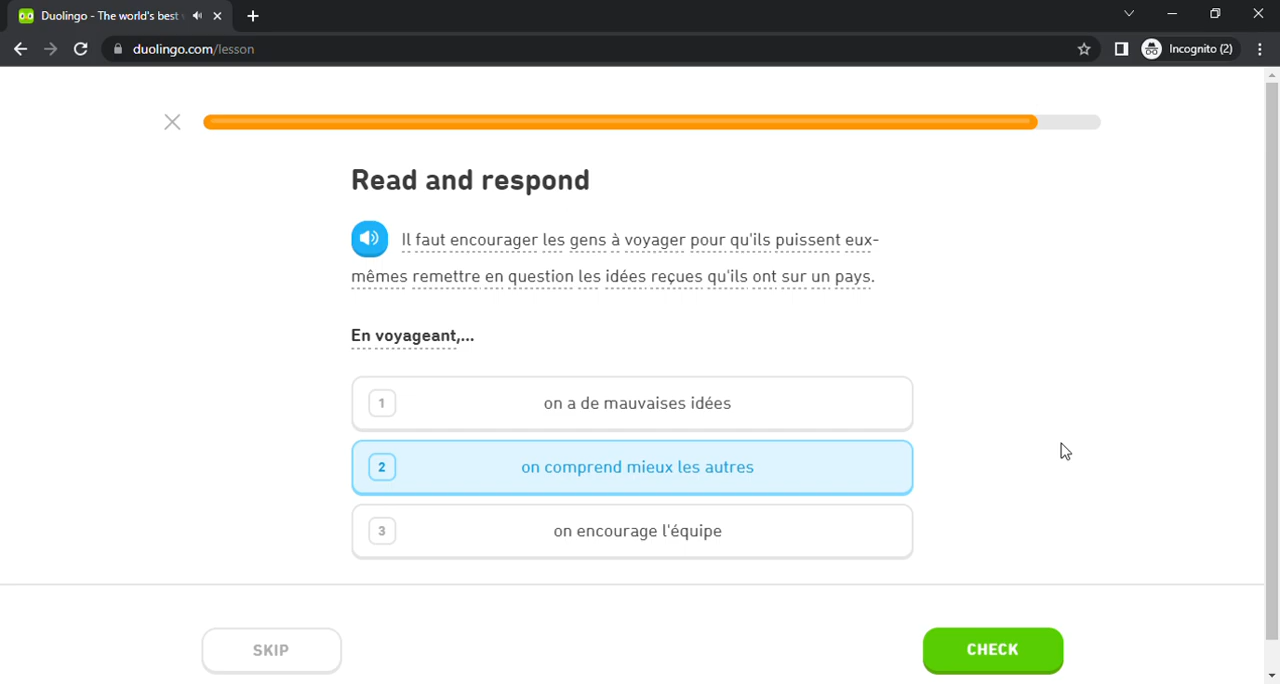 Duolingo - The world's best
duolingo.com/lesson
Incognito (2)
Read and respond
Il faut encourager les gens à voyager pour qu'ils puissent eux-
mêmes remettre en question les idées reçues qu'ils ont sur un pays.
En voyageant,...
1 on a de mauvaises idées
2 on comprend mieux les autres
3 on encourage l'équipe
SKIP
CHECK